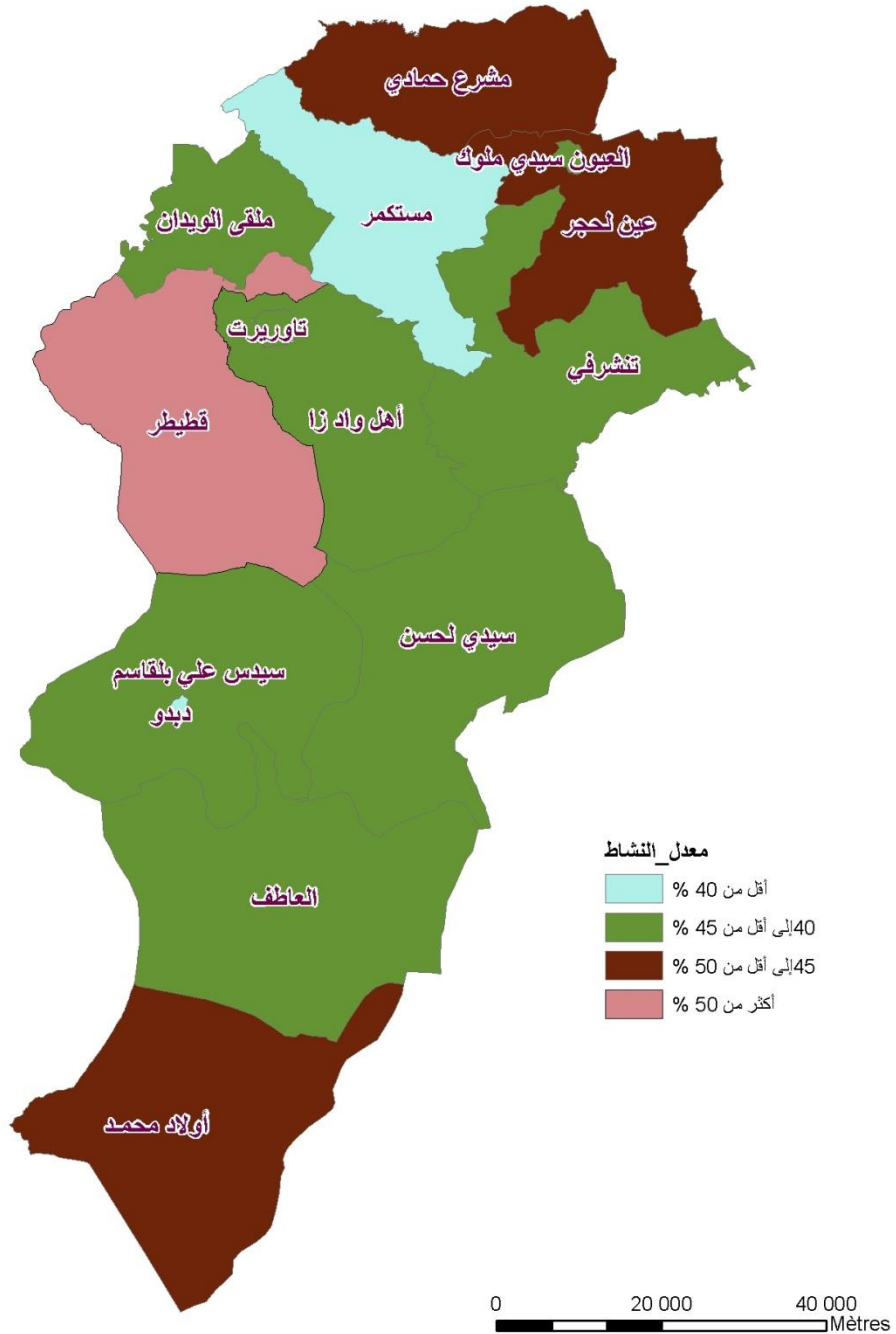 مشرع حمادي
العيون سيدي ملوك
مستكمر
ملقى الويدان
عين لحجر
تاوريرت
تنشرفي
قطيطر
أهل واد زا
سيدي لحسن
سيدس علي بلقاسم
دبدو
العاطف
أولاد محمد
معدل_النشاط
أقل من 40 %
40إلى أقل من 45 %
45إلى أقل من 50 %
أكثر من 50 %
0 20 000 40 000
Mètres